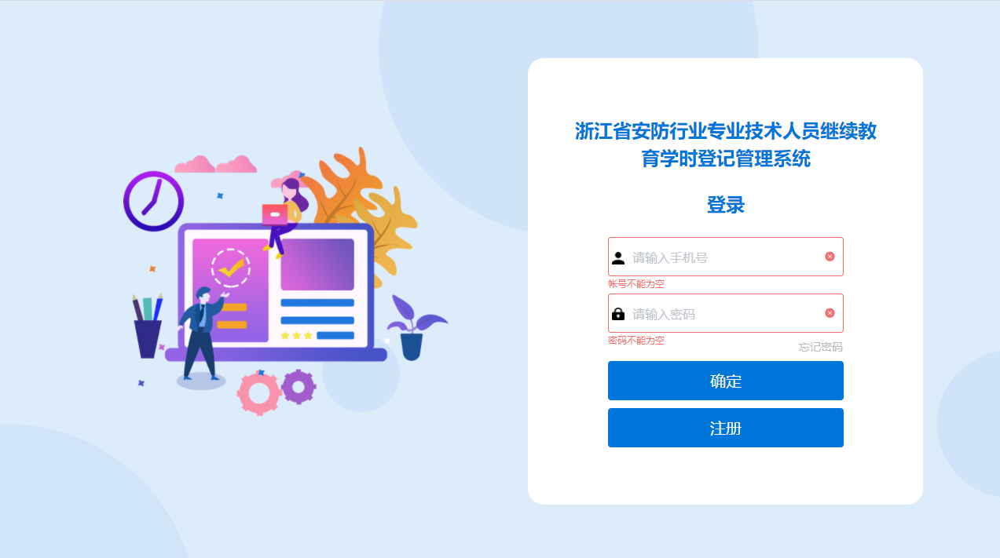 浙江省安防行业专业技术人员继续教
育学时登记管理系统
登录
请输入手机号
帐号不能为空
请输入密码
密码不能为空
忘记密码
确定
注册